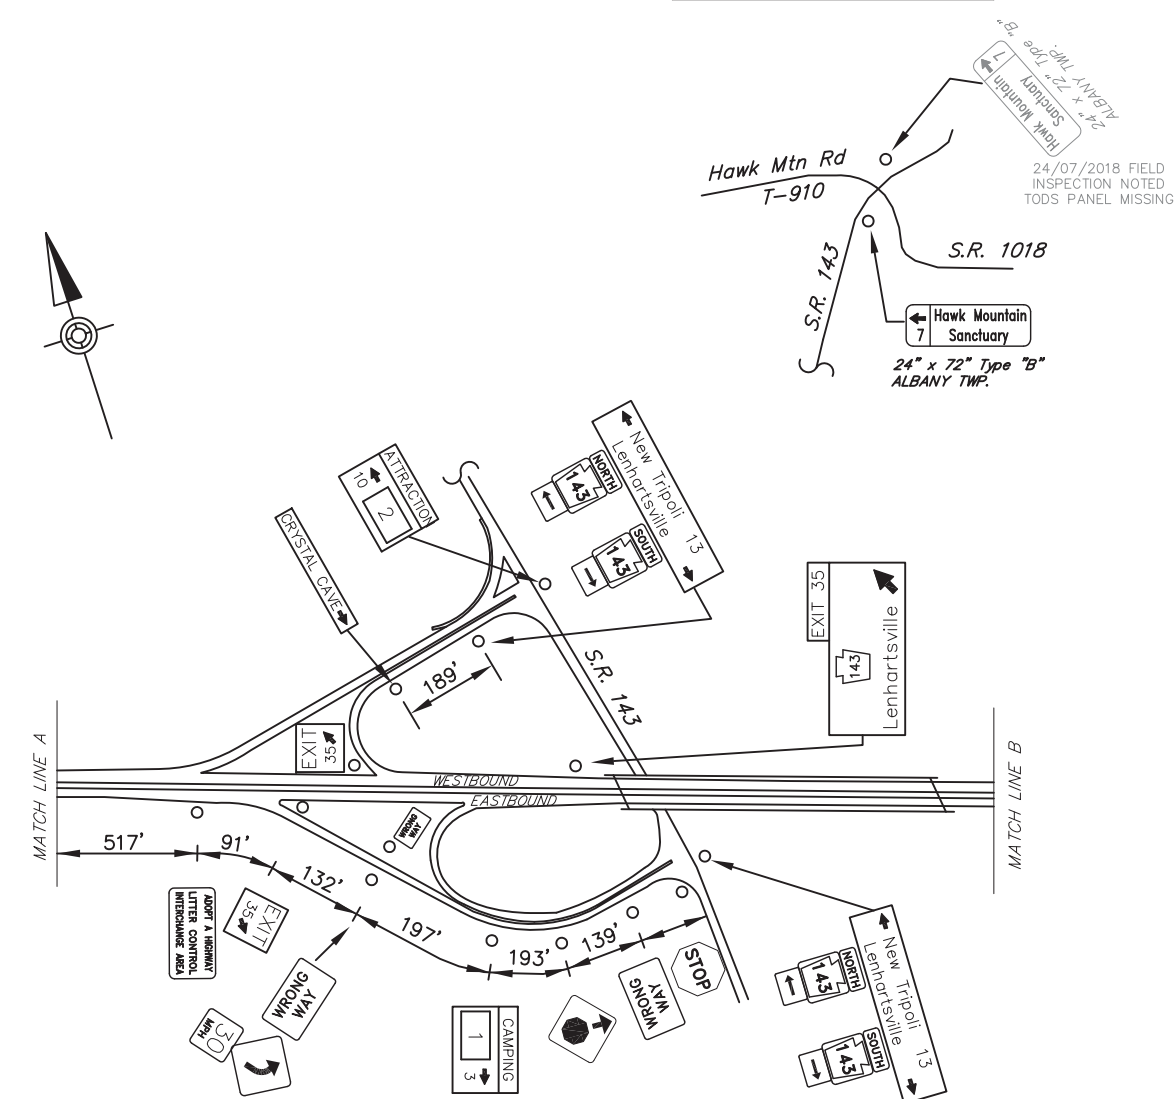 7
Hawk Mountain
Sanctuary
24" x 72" Type "B"
ALBANY TWP.
24/07/2018 FIELD
INSPECTION NOTED
TODS PANEL MISSING
Hawk Mtn Rd
T-910
S.R. 143
S.R. 1018
7
Hawk Mountain
Sanctuary
24" x 72" Type "B"
ALBANY TWP.
New Tripoli
Lenhartsville 13
NORTH
143
SOUTH
143
ATTRACTION
2
10
CRYSTAL CAVE
189'
S.R. 143
EXIT 35
143
Lenhartsville
EXIT
35
MATCH LINE A
WESTBOUND
EASTBOUND
MATCH LINE B
WRONG
WAY
517'
91'
132'
197'
193'
139'
ADOPT A HIGHWAY
LITTER CONTROL
INTERCHANGE AREA
EXIT
35
WRONG
WAY
30
MPH
CAMPING
1
3
WRONG
WAY
STOP
New Tripoli
Lenhartsville 13
NORTH
143
SOUTH
143